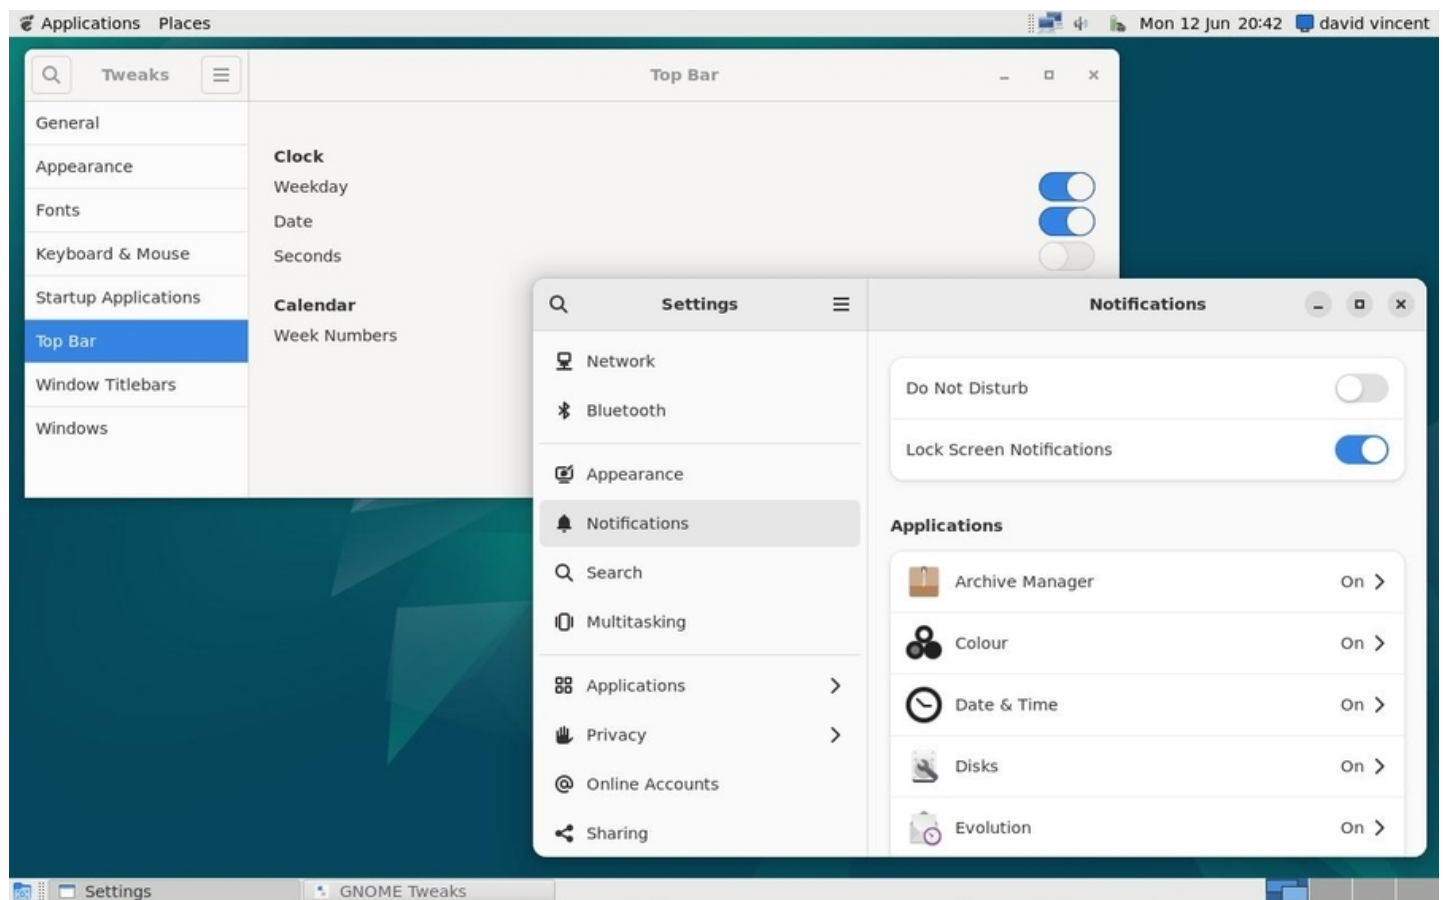 Applications Places
Mon 12 Jun 20:42 david vincent
Tweaks
Top Bar
General
Appearance
Fonts
Keyboard & Mouse
Startup Applications
Top Bar
Window Titlebars
Windows
Clock
Weekday
Date
Seconds
Calendar
Week Numbers
Settings
Notifications
Network
Bluetooth
Appearance
Notifications
Search
Multitasking
Applications
Privacy
Online Accounts
Sharing
Do Not Disturb
Lock Screen Notifications
Applications
Archive Manager On
Colour On
Date & Time On
Disks On
Evolution On
Settings
GNOME Tweaks